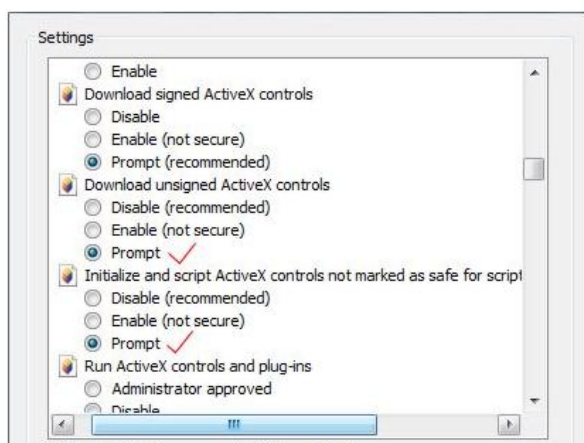 Settings
Enable
Download signed ActiveX controls
Disable
Enable (not secure)
Prompt (recommended)
Download unsigned ActiveX controls
Disable (recommended)
Enable (not secure)
Prompt
Initialize and script ActiveX controls not marked as safe for script
Disable (recommended)
Enable (not secure)
Prompt
Run ActiveX controls and plug-ins
Administrator approved
Disable